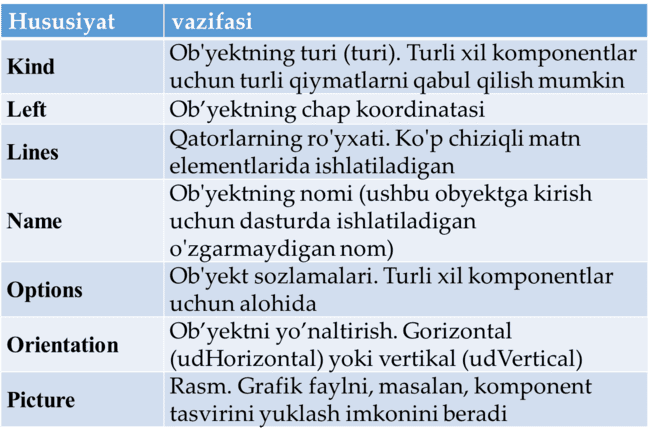 Hususiyat vazifasi
Kind Ob'yektning turi (turi). Turli xil komponentlar
uchun turli qiymatlarni qabul qilish mumkin
Left Ob’yektning chap koordinatasi
Lines Qatorlarning ro'yxati. Ko'p chiziqli matn
elementlarida ishlatiladigan
Name Ob'yektning nomi (ushbu obyektga kirish
uchun dasturda ishlatiladigan
o'zgarmaydigan nom)
Options Ob'yekt sozlamalari. Turli xil komponentlar
uchun alohida
Orientation Ob’yektni yo’naltirish. Gorizontal
(udHorizontal) yoki vertikal (udVertical)
Picture Rasm. Grafik faylni, masalan, komponent
tasvirini yuklash imkonini beradi